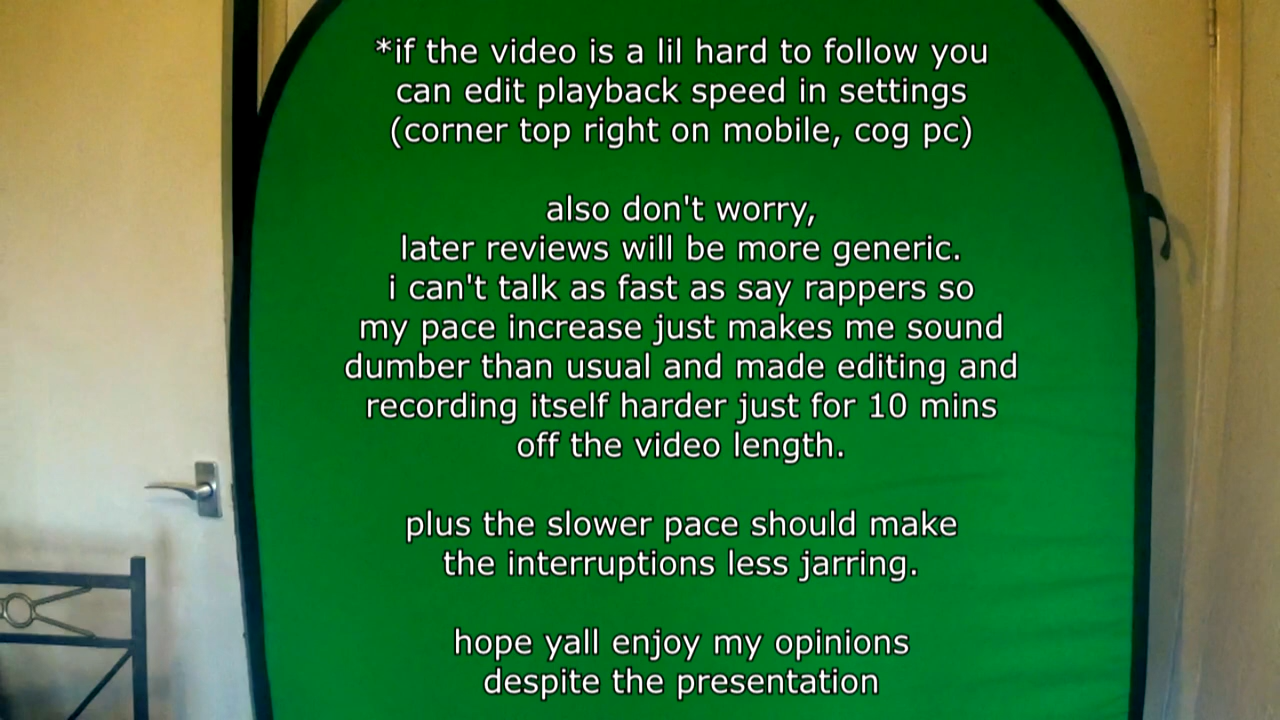 *if the video is a lil hard to follow you
can edit playback speed in settings
(corner top right on mobile, cog pc)
also don't worry,
later reviews will be more generic.
i can't talk as fast as say rappers so
my pace increase just makes me sound
dumber than usual and made editing and
recording itself harder just for 10 mins
off the video length.
plus the slower pace should make
the interruptions less jarring.
hope yall enjoy my opinions
despite the presentation